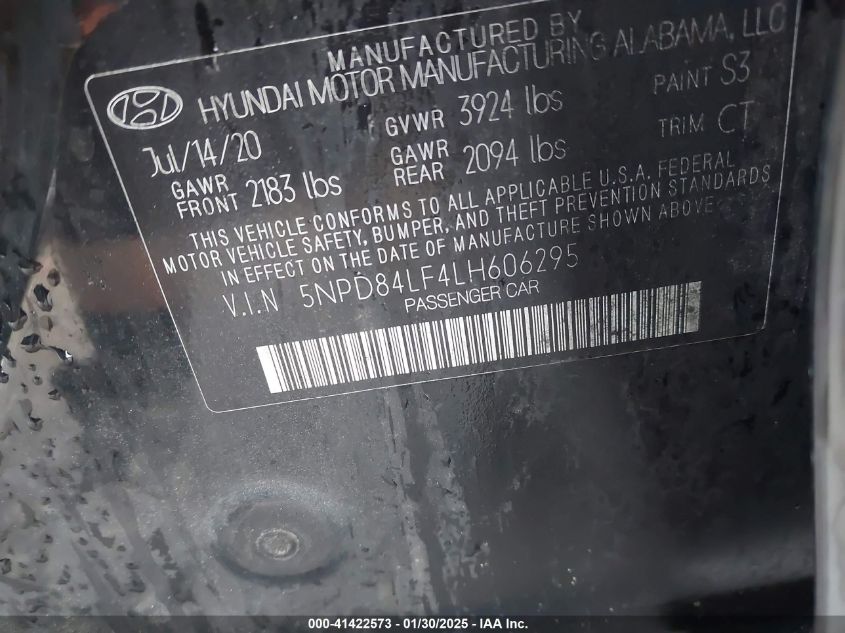 MANUFACTURED BY
HYUNDAI MOTOR MANUFACTURING ALABAMA, LLC
Jul/14/20 GVWR 3924 lbs PAINT S3
GAWR FRONT 2183 lbs GAWR REAR 2094 lbs TRIM CT
THIS VEHICLE CONFORMS TO ALL APPLICABLE U.S.A. FEDERAL
MOTOR VEHICLE SAFETY, BUMPER, AND THEFT PREVENTION STANDARDS
IN EFFECT ON THE DATE OF MANUFACTURE SHOWN ABOVE
V.I.N 5NPD84LF4LH606295
PASSENGER CAR
000-41422573 - 01/30/2025 - IAA Inc.